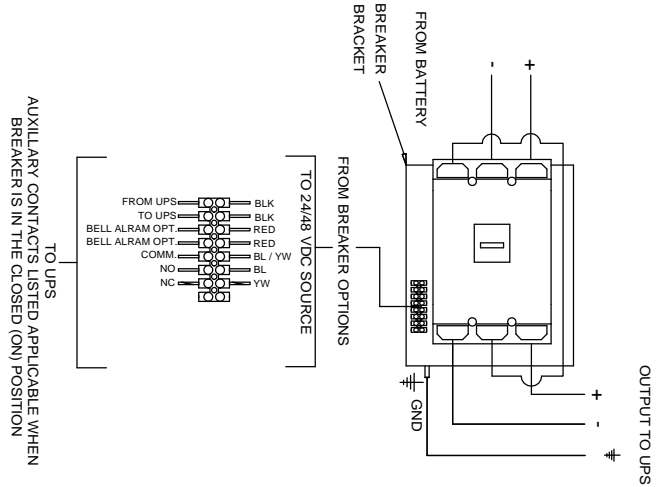 FROM BATTERY
-
+
BREAKER
BRACKET
OUTPUT TO UPS
+
-
GND
FROM BREAKER OPTIONS
TO 24/48 VDC SOURCE
FROM UPS BLK
TO UPS BLK
BELL ALRAM OPT. RED
BELL ALRAM OPT. RED
COMM. BL / YW
NO BL
NC YW
TO UPS
AUXILLARY CONTACTS LISTED APPLICABLE WHEN
BREAKER IS IN THE CLOSED (ON) POSITION